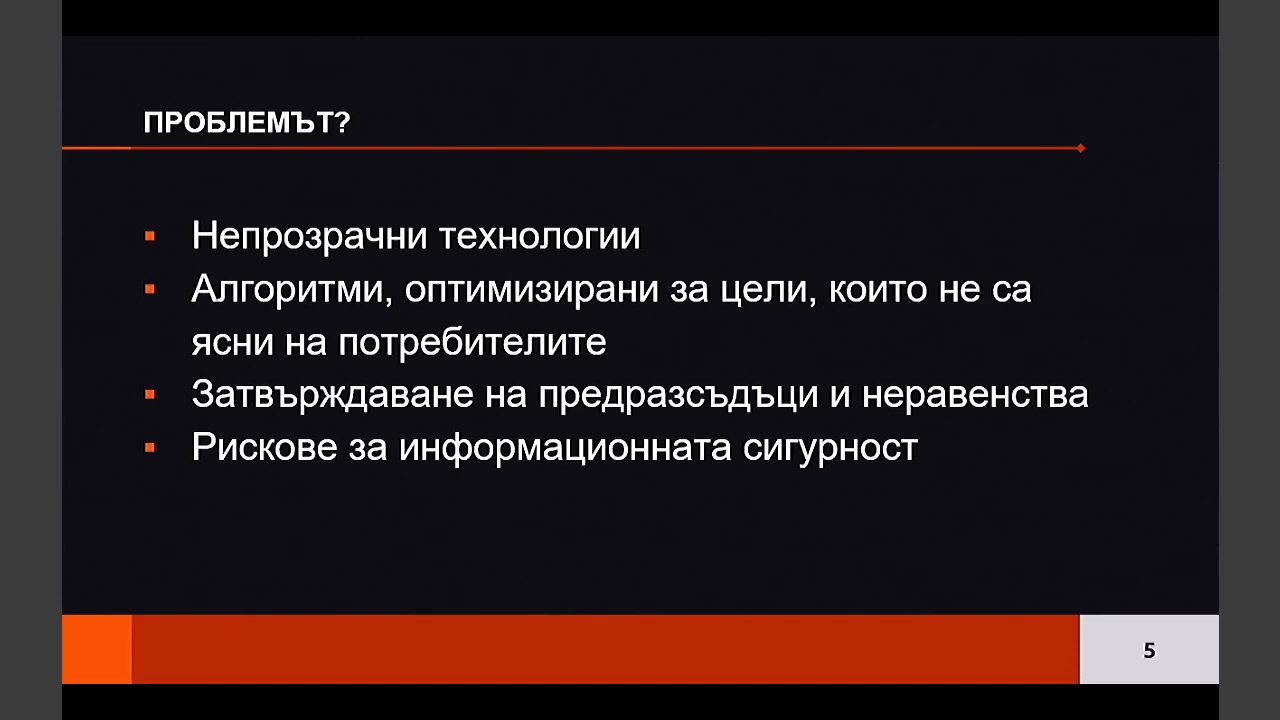 ПРОБЛЕМЪТ?
▪ Непрозрачни технологии
▪ Алгоритми, оптимизирани за цели, които не са
ясни на потребителите
▪ Затвърждаване на предразсъдъци и неравенства
▪ Рискове за информационната сигурност
5